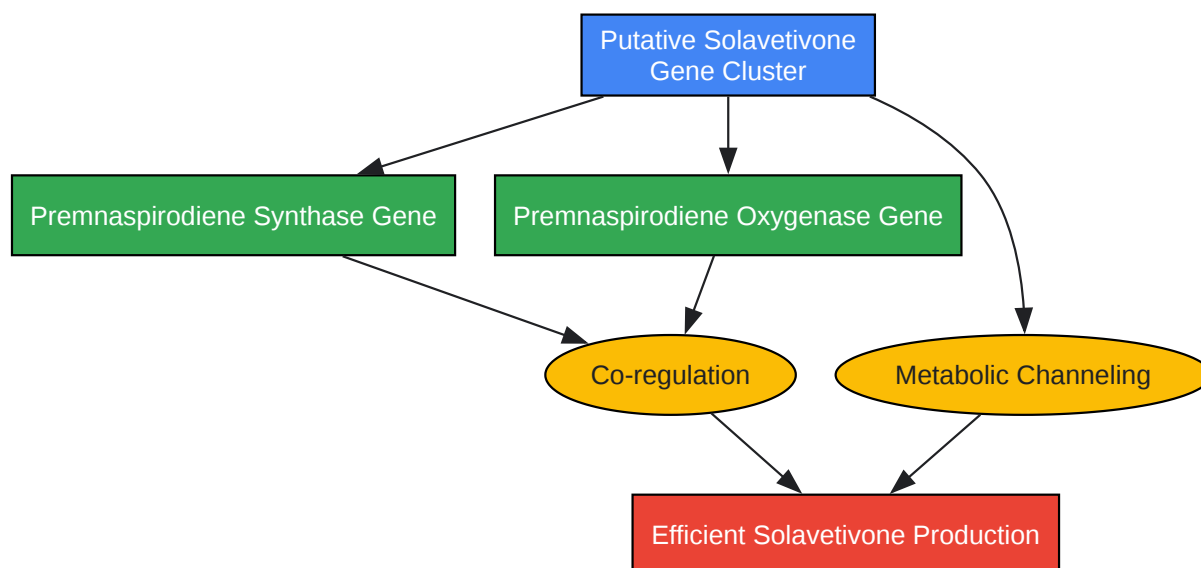 Putative Solavetivone
Gene Cluster
Premnaspirodiene Synthase Gene
Premnaspirodiene Oxygenase Gene
Co-regulation
Metabolic Channeling
Efficient Solavetivone Production